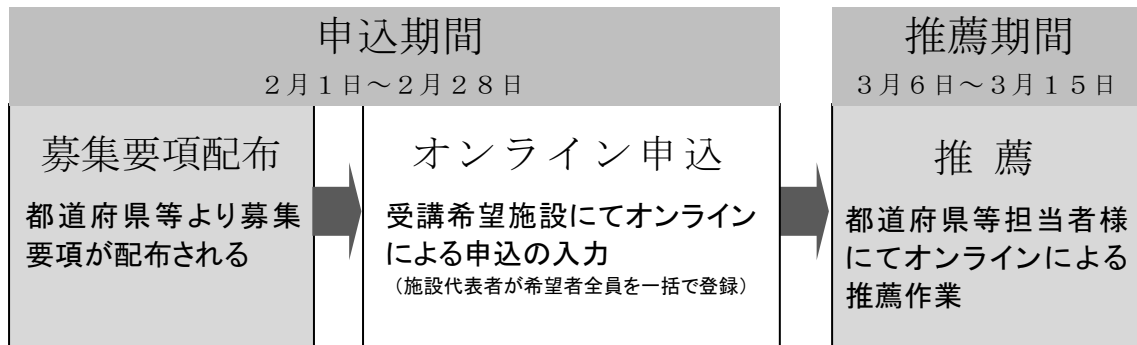 申込期間
２月１日～２月２８日
募集要項配布
都道府県等より募集
要項が配布される
オンライン申込
受講希望施設にてオンライン
による申込の入力
（施設代表者が希望者全員を一括で登録）
推薦期間
３月６日～３月１５日
推 薦
都道府県等担当者様
にてオンラインによる
推薦作業